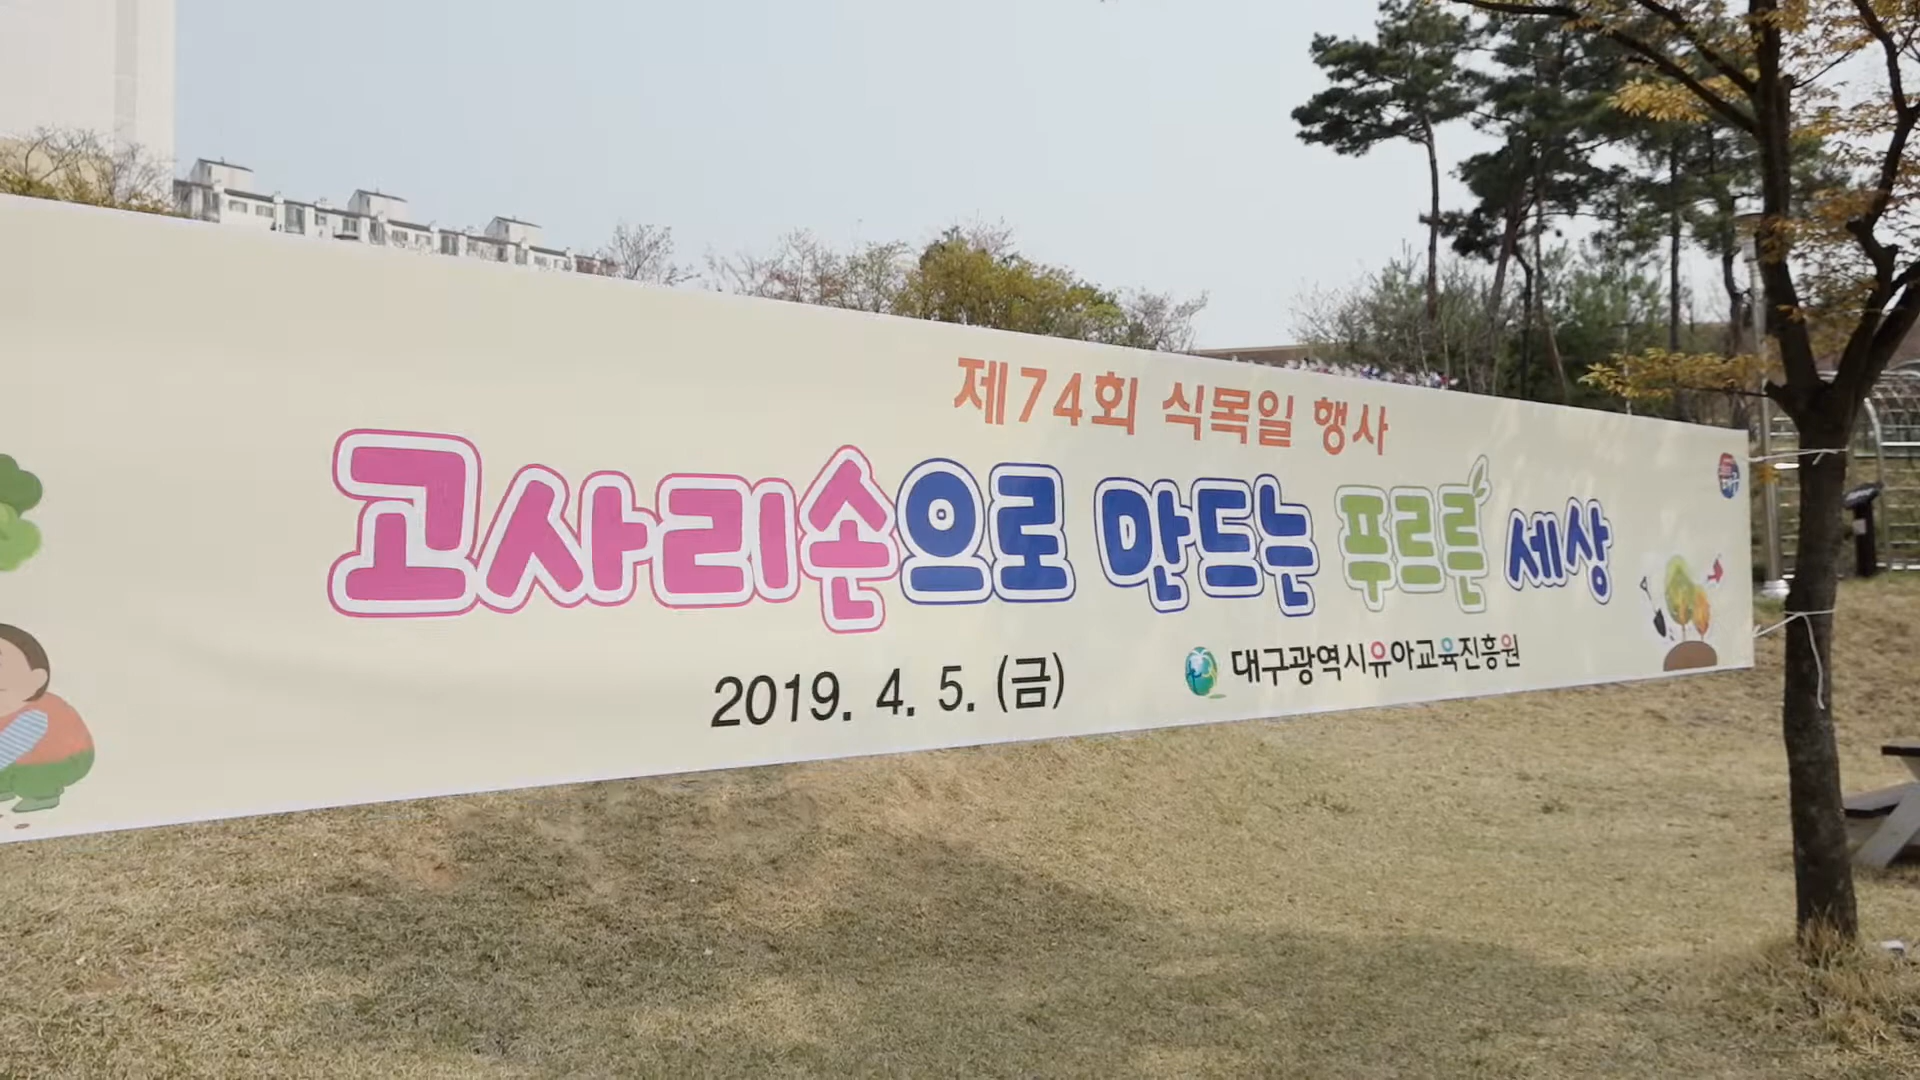 제74회 식목일 행사
고사리손으로 만드는 푸르른 세상
2019. 4. 5. (금)
대구광역시유아교육진흥원